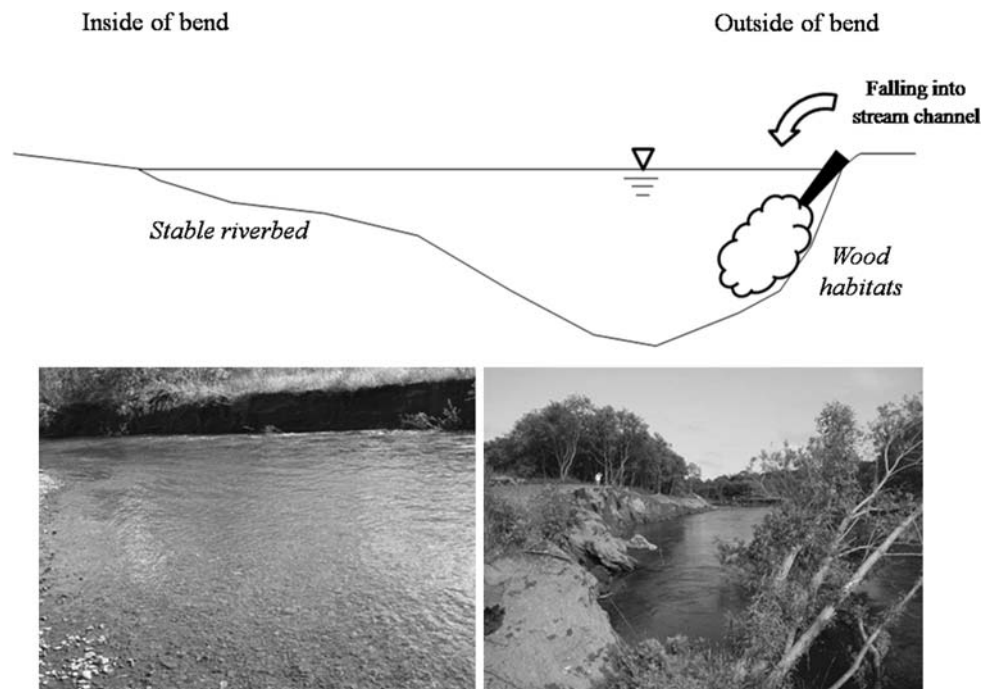 Inside of bend
Outside of bend
Falling into
stream channel
Stable riverbed
Wood
habitats